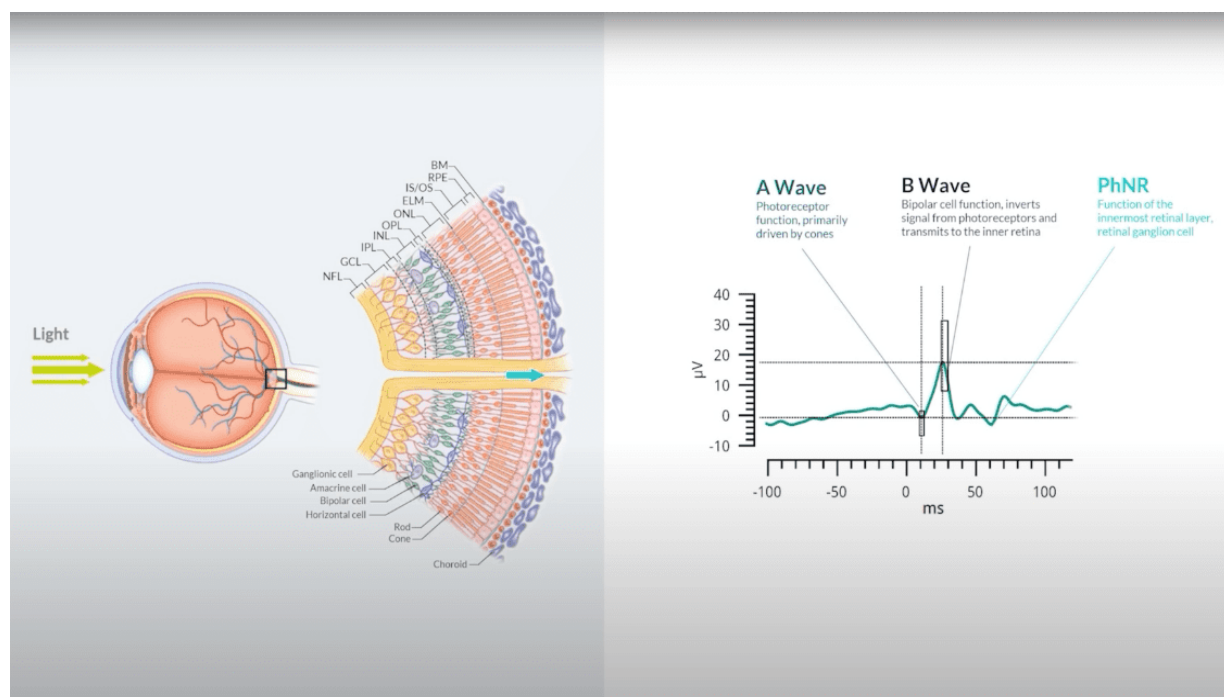 Light
BM
RPE
IS/OS
ELM
ONL
OPL
INL
IPL
GCL
NFL
Ganglionic cell
Amacrine cell
Bipolar cell
Horizontal cell
Rod
Cone
Choroid
A Wave
Photoreceptor
function, primarily
driven by cones
B Wave
Bipolar cell function, inverts
signal from photoreceptors and
transmits to the inner retina
PhNR
Function of the
innermost retinal layer,
retinal ganglion cell
40
30
20
10
0
-10
µV
-100
-50
0
50
100
ms